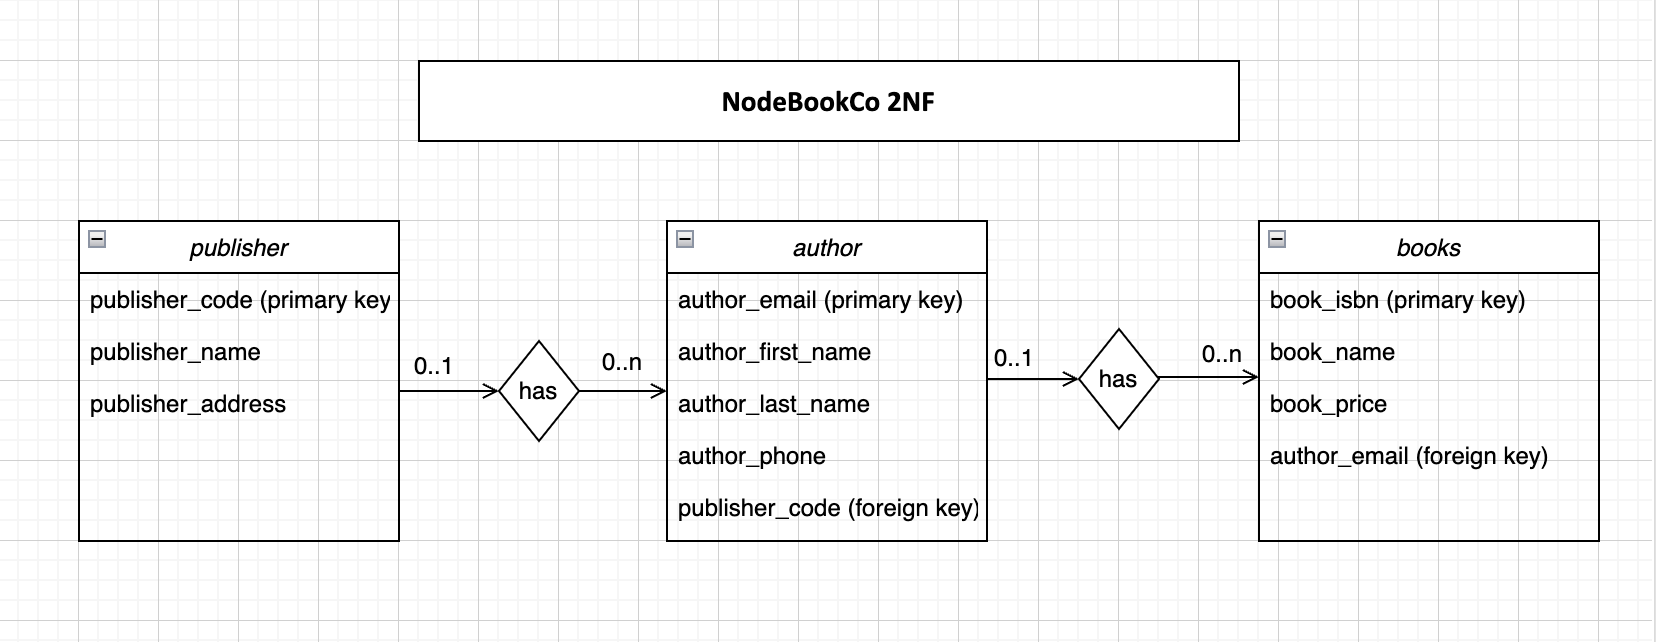 NodeBookCo 2NF
publisher
publisher_code (primary key
publisher_name
publisher_address
0..1
has
0..n
author
author_email (primary key)
author_first_name
author_last_name
author_phone
publisher_code (foreign key)
0..1
has
0..n
books
book_isbn (primary key)
book_name
book_price
author_email (foreign key)